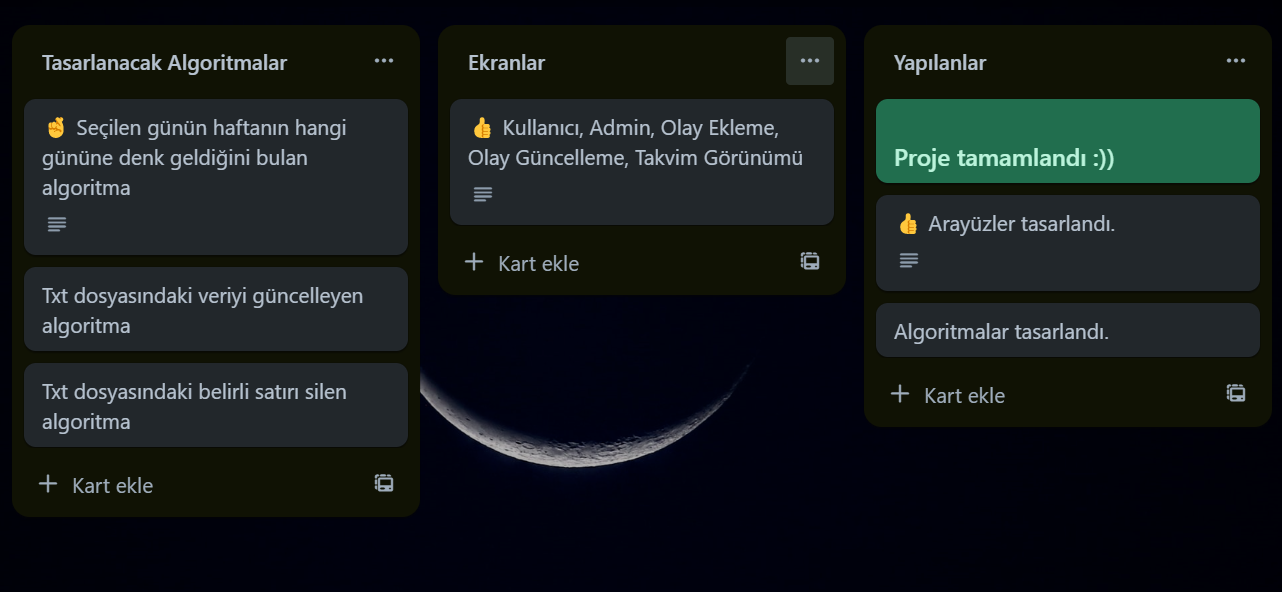 Tasarlanacak Algoritmalar
🤞 Seçilen günün haftanın hangi
gününe denk geldiğini bulan
algoritma
Txt dosyasındaki veriyi güncelleyen
algoritma
Txt dosyasındaki belirli satırı silen
algoritma
+ Kart ekle
Ekranlar
👍 Kullanıcı, Admin, Olay Ekleme,
Olay Güncelleme, Takvim Görünümü
+ Kart ekle
Yapılanlar
Proje tamamlandı :))
👍 Arayüzler tasarlandı.
Algoritmalar tasarlandı.
+ Kart ekle